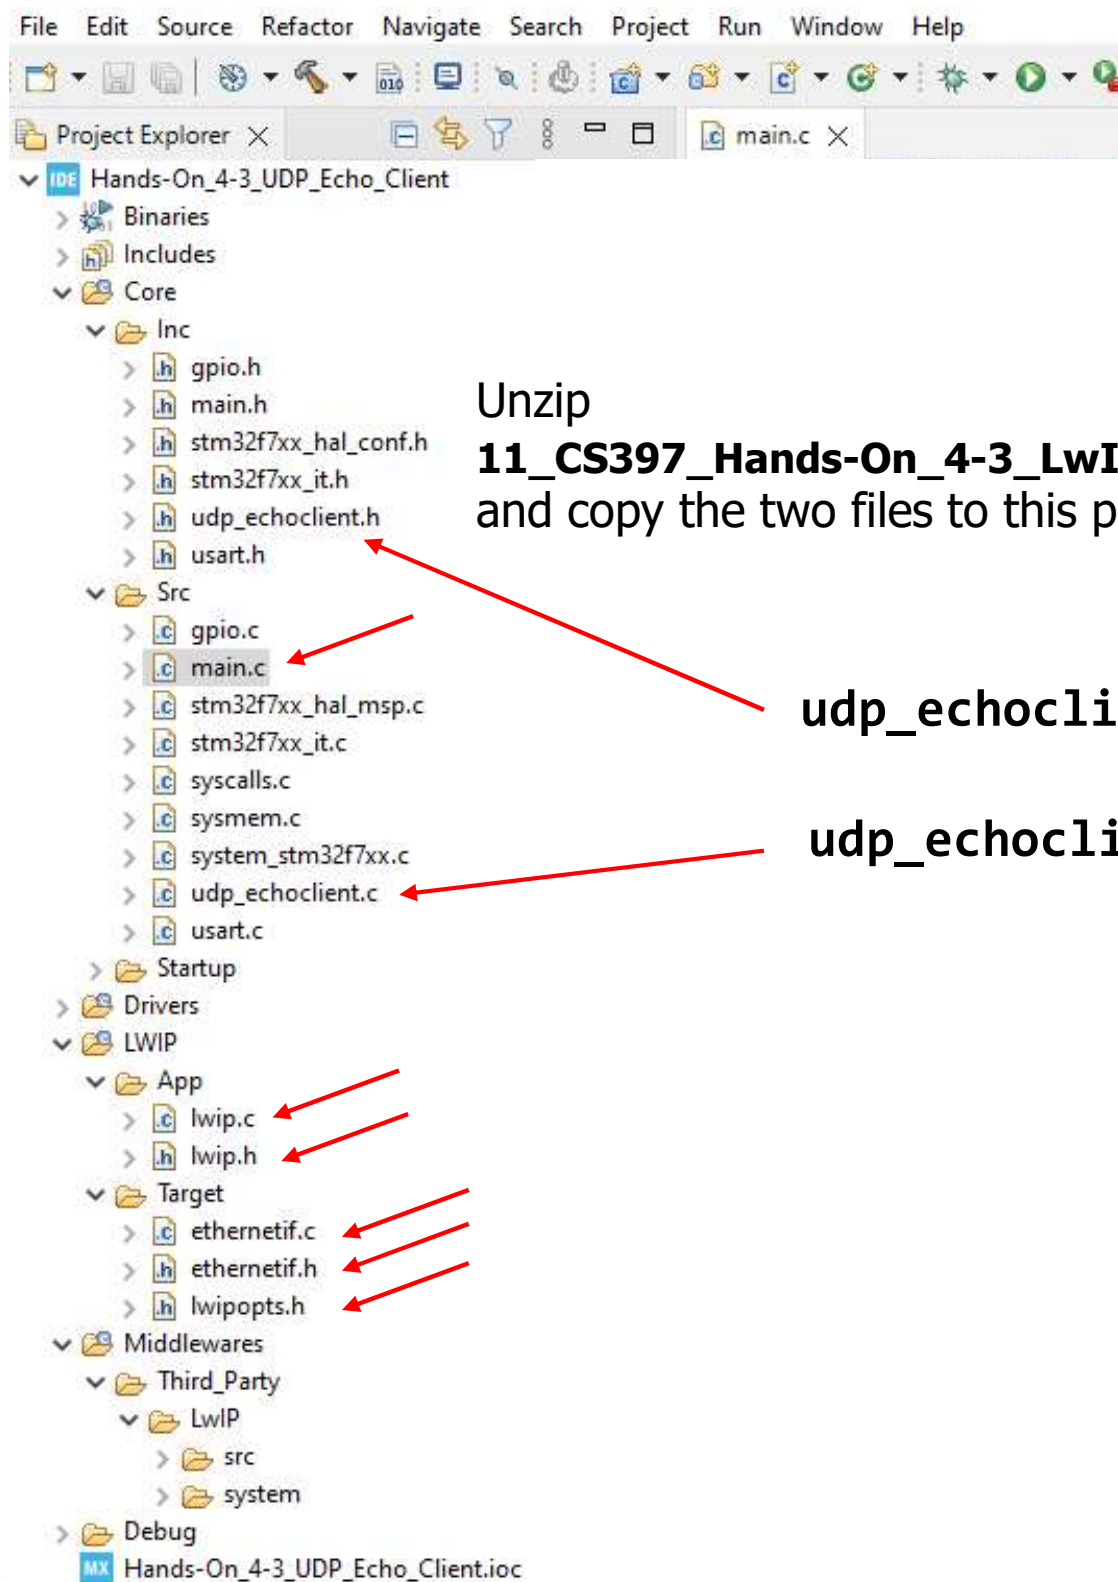 File Edit Source Refactor Navigate Search Project Run Window Help
010
Project Explorer
main.c
IDE Hands-On_4-3_UDP_Echo_Client
Binaries
Includes
Core
Inc
.h gpio.h
.h main.h
.h stm32f7xx_hal_conf.h
.h stm32f7xx_it.h
.h udp_echoclient.h
.h usart.h
Src
.c gpio.c
.c main.c
.c stm32f7xx_hal_msp.c
.c stm32f7xx_it.c
.c syscalls.c
.c sysmem.c
.c system_stm32f7xx.c
.c udp_echoclient.c
.c usart.c
Startup
Drivers
LWIP
App
.c lwip.c
.h lwip.h
Target
.c ethernetif.c
.h ethernetif.h
.h lwipopts.h
Middlewares
Third_Party
LwIP
src
system
Debug
MX Hands-On_4-3_UDP_Echo_Client.ioc
Unzip
11_CS397_Hands-On_4-3_LwI
and copy the two files to this p
udp_echocli
udp_echocli